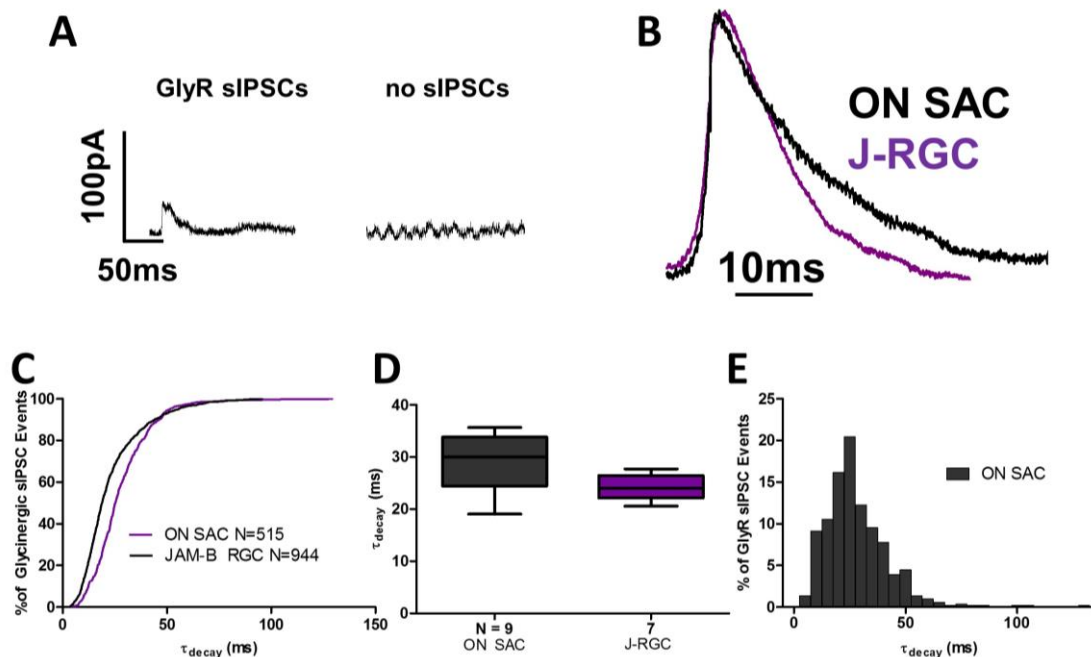 A
GlyR sIPSCs
no sIPSCs
100pA
50ms
B
ON SAC
J-RGC
10ms
C
%of Glycinergic sIPSC Events
100
80
60
40
20
0
0 50 100 150
τdecay (ms)
ON SAC N=515
JAM-B RGC N=944
D
τdecay (ms)
40
30
20
10
0
N = 9 7
ON SAC J-RGC
E
% of GlyR sIPSC Events
25
20
15
10
5
0
0 50 100
τdecay (ms)
ON SAC